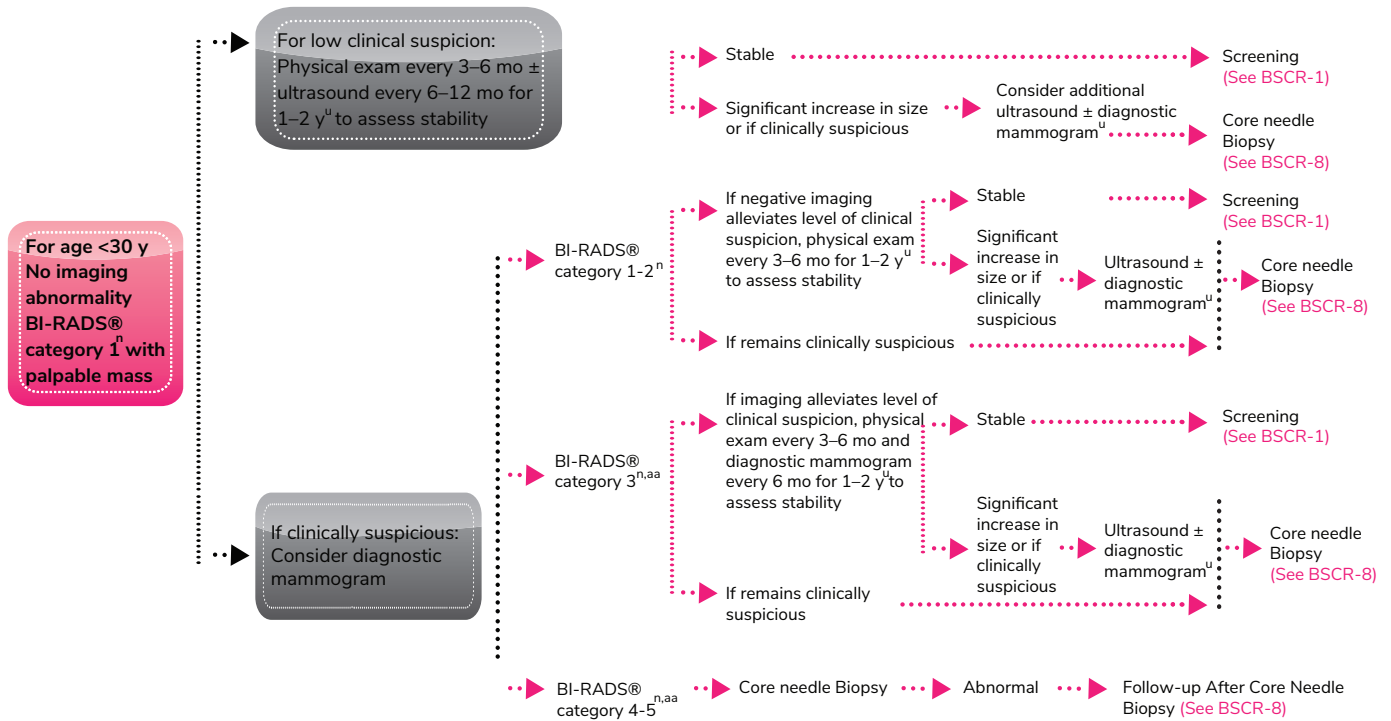 For age <30 y
No imaging
abnormality
BI-RADS®
category 1ⁿ with
palpable mass
For low clinical suspicion:
Physical exam every 3–6 mo ±
ultrasound every 6–12 mo for
1–2 yᵘ to assess stability
Stable
Screening
(See BSCR-1)
Significant increase in size
or if clinically suspicious
Consider additional
ultrasound ± diagnostic
mammogramᵘ
Core needle
Biopsy
(See BSCR-8)
If clinically suspicious:
Consider diagnostic
mammogram
BI-RADS®
category 1-2ⁿ
If negative imaging
alleviates level of clinical
suspicion, physical exam
every 3–6 mo for 1–2 yᵘ
to assess stability
Stable
Screening
(See BSCR-1)
Significant
increase in
size or if
clinically
suspicious
Ultrasound ±
diagnostic
mammogramᵘ
Core needle
Biopsy
(See BSCR-8)
If remains clinically suspicious
BI-RADS®
category 3ⁿ,ᵃᵃ
If imaging alleviates level of
clinical suspicion, physical
exam every 3–6 mo and
diagnostic mammogram
every 6 mo for 1–2 yᵘ to
assess stability
Stable
Screening
(See BSCR-1)
Significant
increase in
size or if
clinically
suspicious
Ultrasound ±
diagnostic
mammogramᵘ
Core needle
Biopsy
(See BSCR-8)
If remains clinically
suspicious
BI-RADS®
category 4-5ⁿ,ᵃᵃ
Core needle Biopsy
Abnormal
Follow-up After Core Needle
Biopsy (See BSCR-8)